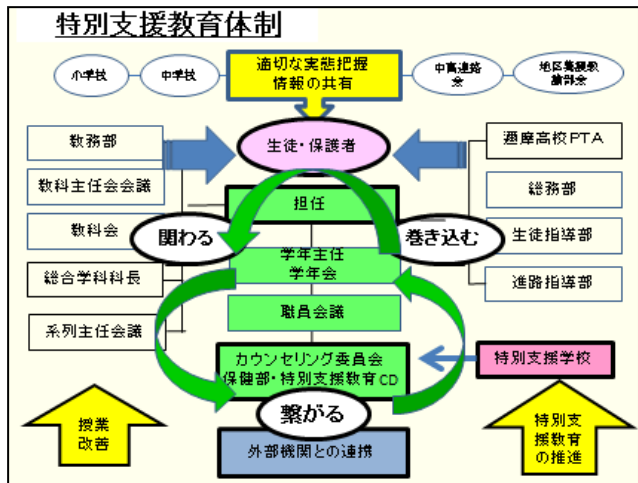 特別支援教育体制
小学校
中学校
適切な実態把握
情報の共有
中高連絡
会
地区養護教
諭部会
教務部
教科主任会会議
教科会
総合学科科長
系列主任会議
生徒・保護者
邇摩高校PTA
総務部
生徒指導部
進路指導部
担任
関わる
巻き込む
学年主任
学年会
職員会議
カウンセリング委員会
保健部・特別支援教育CD
特別支援学校
繋がる
外部機関との連携
授業
改善
特別支
援教育
の推進